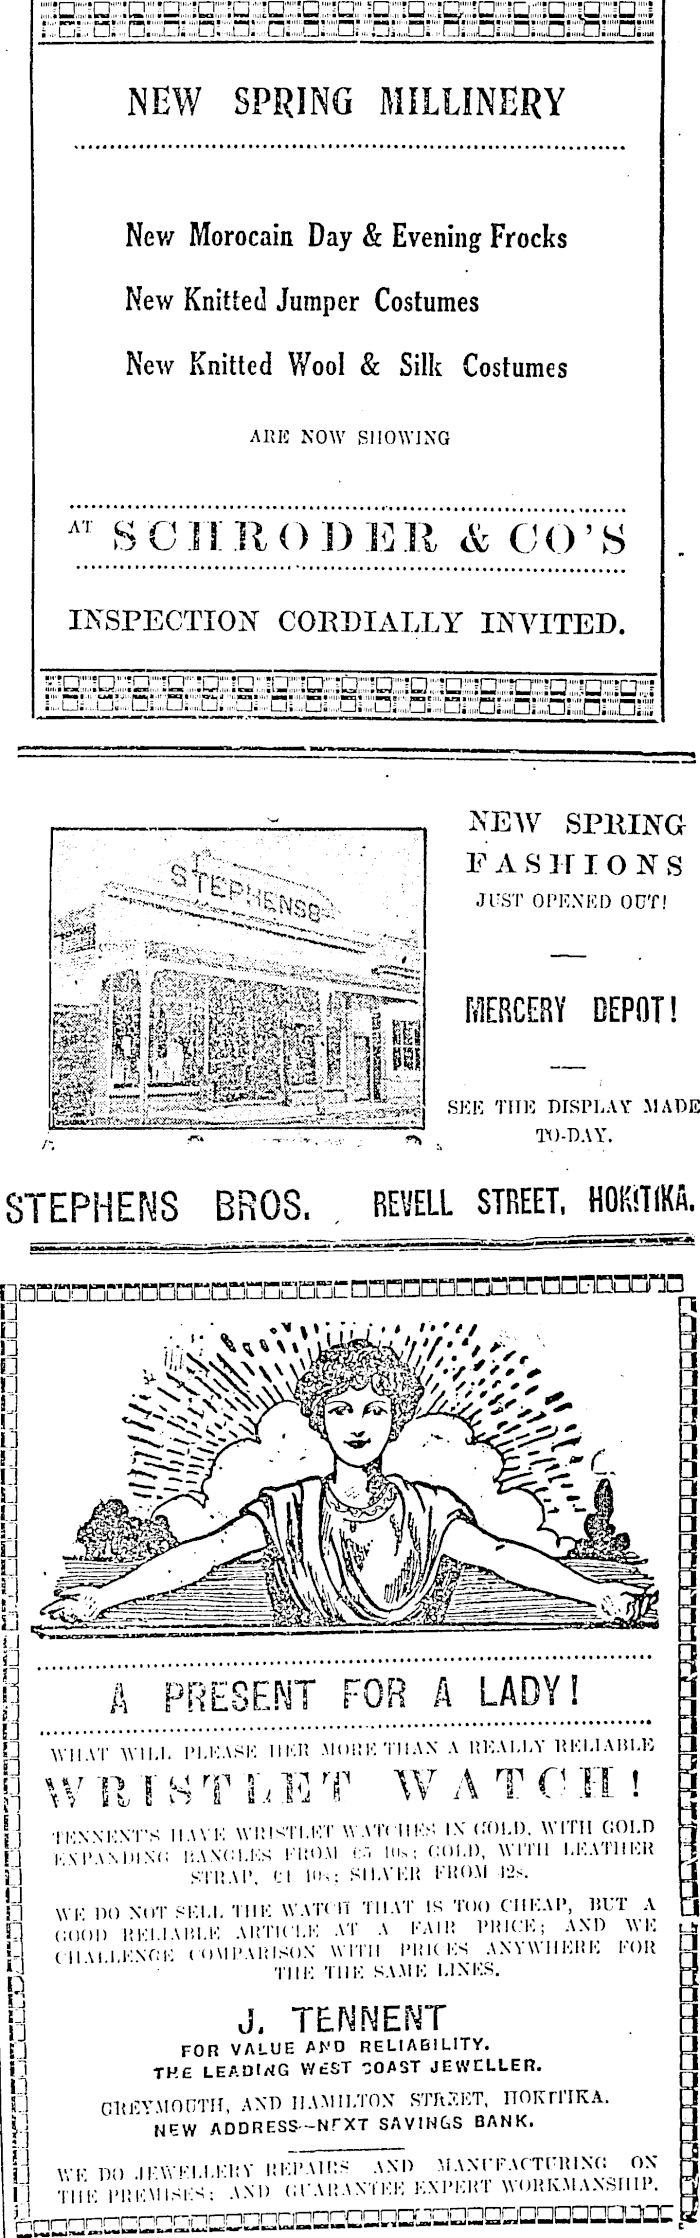 NEW SPRING MILLINERY
New Morocain Day & Evening Frocks
New Knitted Jumper Costumes
New Knitted Wool & Silk Costumes
ARE NOW SHOWING
AT SCHRODER & CO'S
INSPECTION CORDIALLY INVITED.
STEPHENS
NEW SPRING
FASHIONS
JUST OPENED OUT!
MERCERY DEPOT!
SEE THE DISPLAY MADE
TO-DAY.
STEPHENS BROS. REVELL STREET, HOKITIKA.
A PRESENT FOR A LADY!
WHAT WILL PLEASE HER MORE THAN A REALLY RELIABLE
WRISTLET WATCH!
TENNENT'S HAVE WRISTLET WATCHES IN GOLD, WITH GOLD
EXPANDING BANGLES FROM £5 10s; GOLD, WITH LEATHER
STRAP, 10s; SILVER FROM 42s.
WE DO NOT SELL THE WATCH THAT IS TOO CHEAP, BUT A
GOOD RELIABLE ARTICLE AT A FAIR PRICE; AND WE
CHALLENGE COMPARISON WITH PRICES ANYWHERE FOR
THE THE SAME LINES.
J. TENNENT
FOR VALUE AND RELIABILITY.
THE LEADING WEST COAST JEWELLER.
GREYMOUTH, AND HAMILTON STREET, HOKITIKA.
NEW ADDRESS--NEXT SAVINGS BANK.
WE DO JEWELLERY REPAIRS AND MANUFACTURING ON
THE PREMISES; AND GUARANTEE EXPERT WORKMANSHIP.